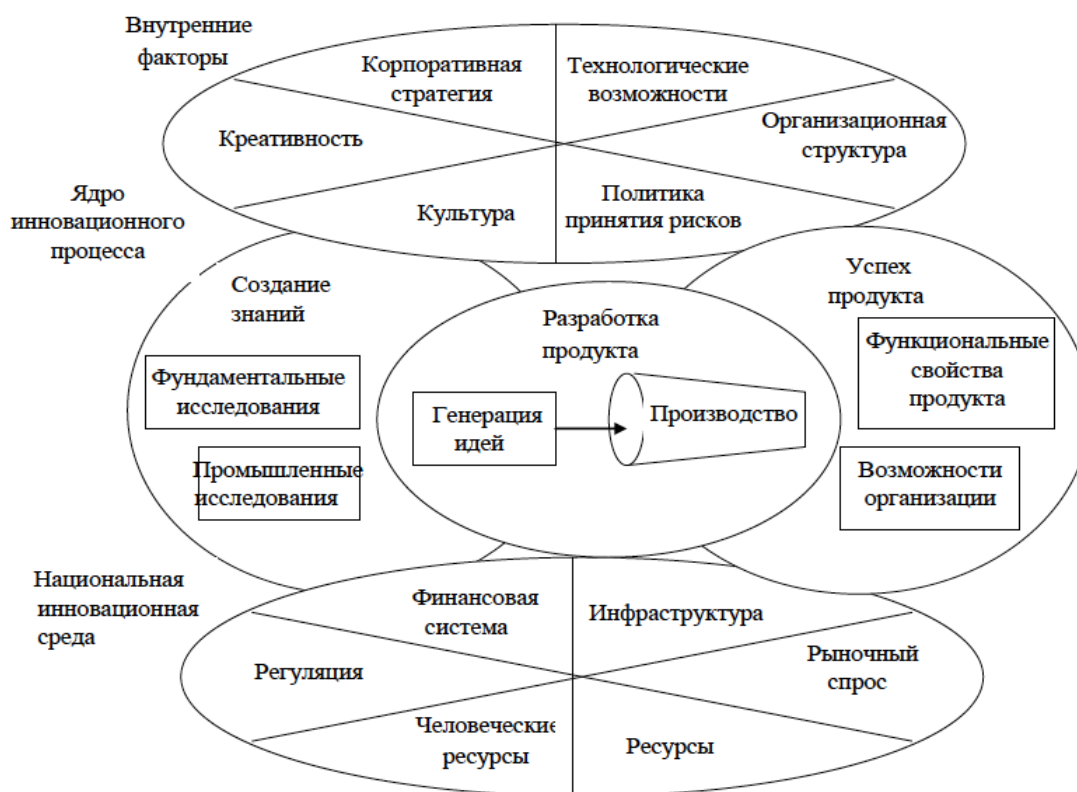 Внутренние
факторы
Корпоративная
стратегия
Технологические
возможности
Креативность
Организационная
структура
Культура
Политика
принятия рисков
Ядро
инновационного
процесса
Создание
знаний
Фундаментальные
исследования
Промышленные
исследования
Разработка
продукта
Генерация
идей
Производство
Успех
продукта
Функциональные
свойства
продукта
Возможности
организации
Национальная
инновационная
среда
Финансовая
система
Инфраструктура
Регуляция
Рыночный
спрос
Человеческие
ресурсы
Ресурсы